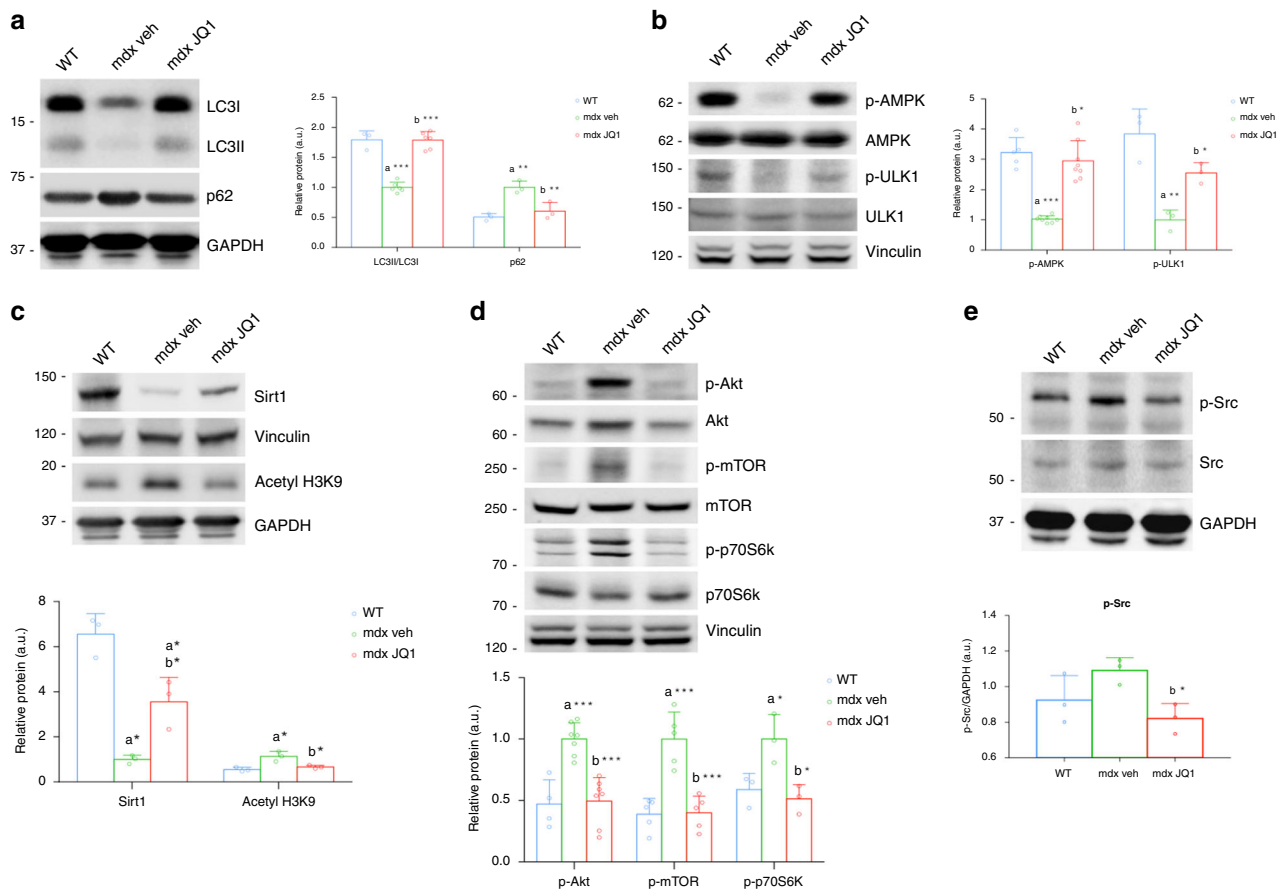 a
WT
mdx veh
mdx JQ1
15 -
LC3I
LC3II
75 -
p62
37 -
GAPDH
Relative protein (a.u.)
2.5
2.0
1.5
1.0
0.5
0.0
a ***
b ***
a **
b **
LC3II/LC3I
p62
WT
mdx veh
mdx JQ1
b
WT
mdx veh
mdx JQ1
62 -
p-AMPK
62 -
AMPK
150 -
p-ULK1
150 -
ULK1
120 -
Vinculin
Relative protein (a.u.)
5
4
3
2
1
0
a ***
b *
a **
b *
p-AMPK
p-ULK1
WT
mdx veh
mdx JQ1
c
WT
mdx veh
mdx JQ1
150 -
Sirt1
120 -
Vinculin
20 -
Acetyl H3K9
37 -
GAPDH
Relative protein (a.u.)
8
6
4
2
0
a*
a*
b*
a*
b*
Sirt1
Acetyl H3K9
WT
mdx veh
mdx JQ1
d
WT
mdx veh
mdx JQ1
60 -
p-Akt
60 -
Akt
250 -
p-mTOR
250 -
mTOR
70 -
p-p70S6k
70 -
p70S6k
120 -
Vinculin
Relative protein (a.u.)
1.5
1.0
0.5
0.0
a ***
b ***
a ***
b ***
a *
b *
p-Akt
p-mTOR
p-p70S6K
WT
mdx veh
mdx JQ1
e
WT
mdx veh
mdx JQ1
50 -
p-Src
50 -
Src
37 -
GAPDH
p-Src
p-Src/GAPDH (a.u.)
1.4
1.2
1.0
0.8
0.6
b *
WT
mdx veh
mdx JQ1